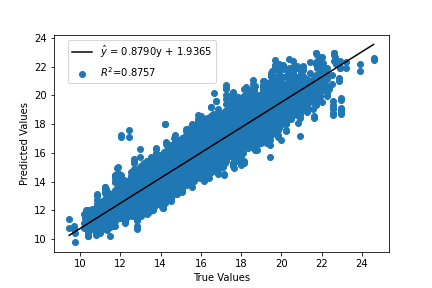 ŷ = 0.8790y + 1.9365
R²=0.8757
24
22
20
18
16
14
12
10
Predicted Values
10 12 14 16 18 20 22 24
True Values